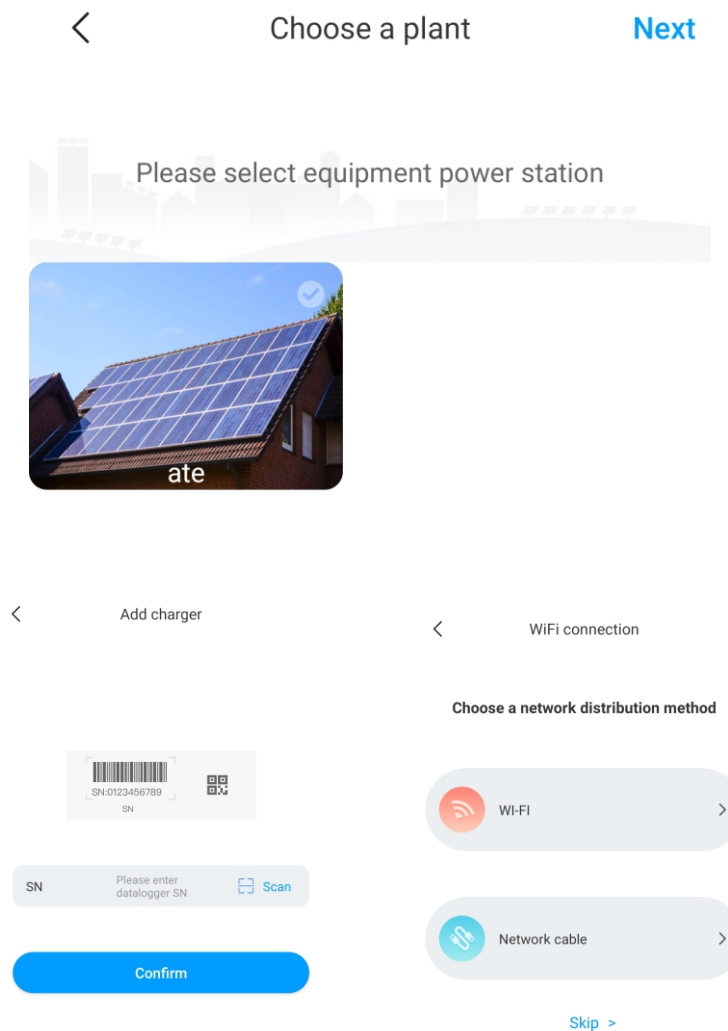 Choose a plant
Next
Please select equipment power station
ate
Add charger
SN:0123456789
SN
SN
Please enter
datalogger SN
Scan
Confirm
WiFi connection
Choose a network distribution method
WI-FI
Network cable
Skip >